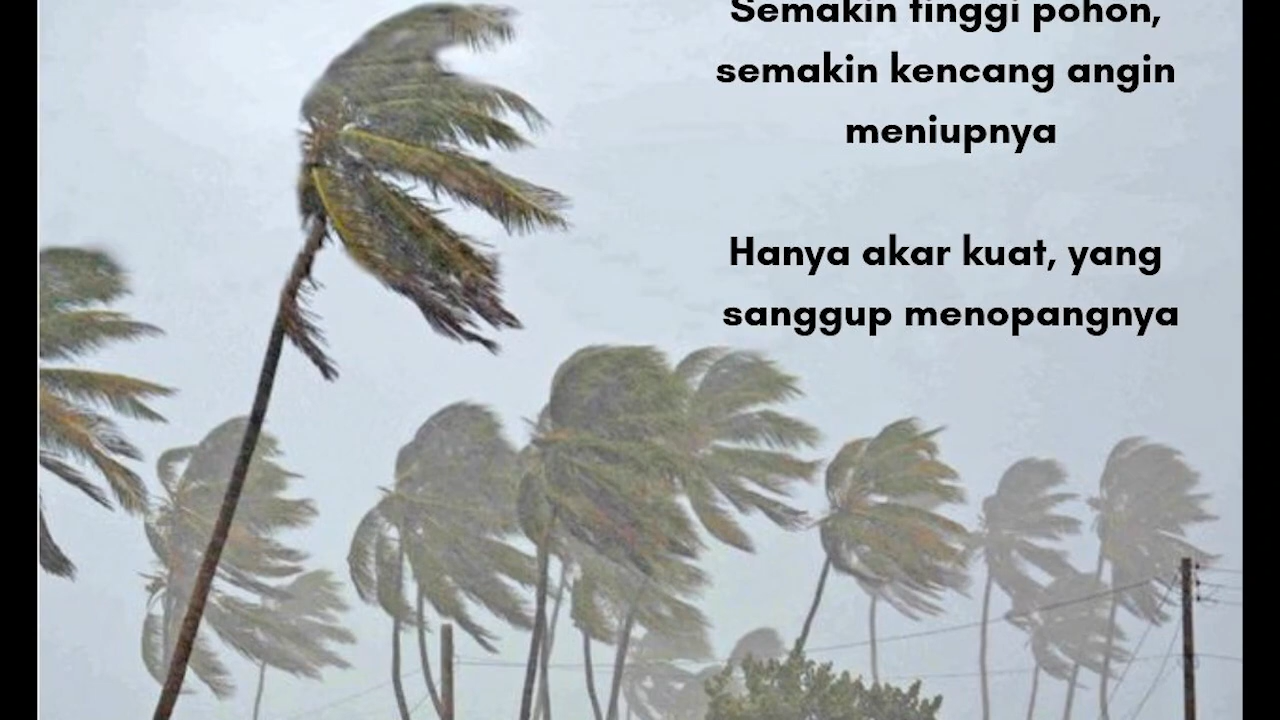 Semakin tinggi pohon,
semakin kencang angin
meniupnya
Hanya akar kuat, yang
sanggup menopangnya